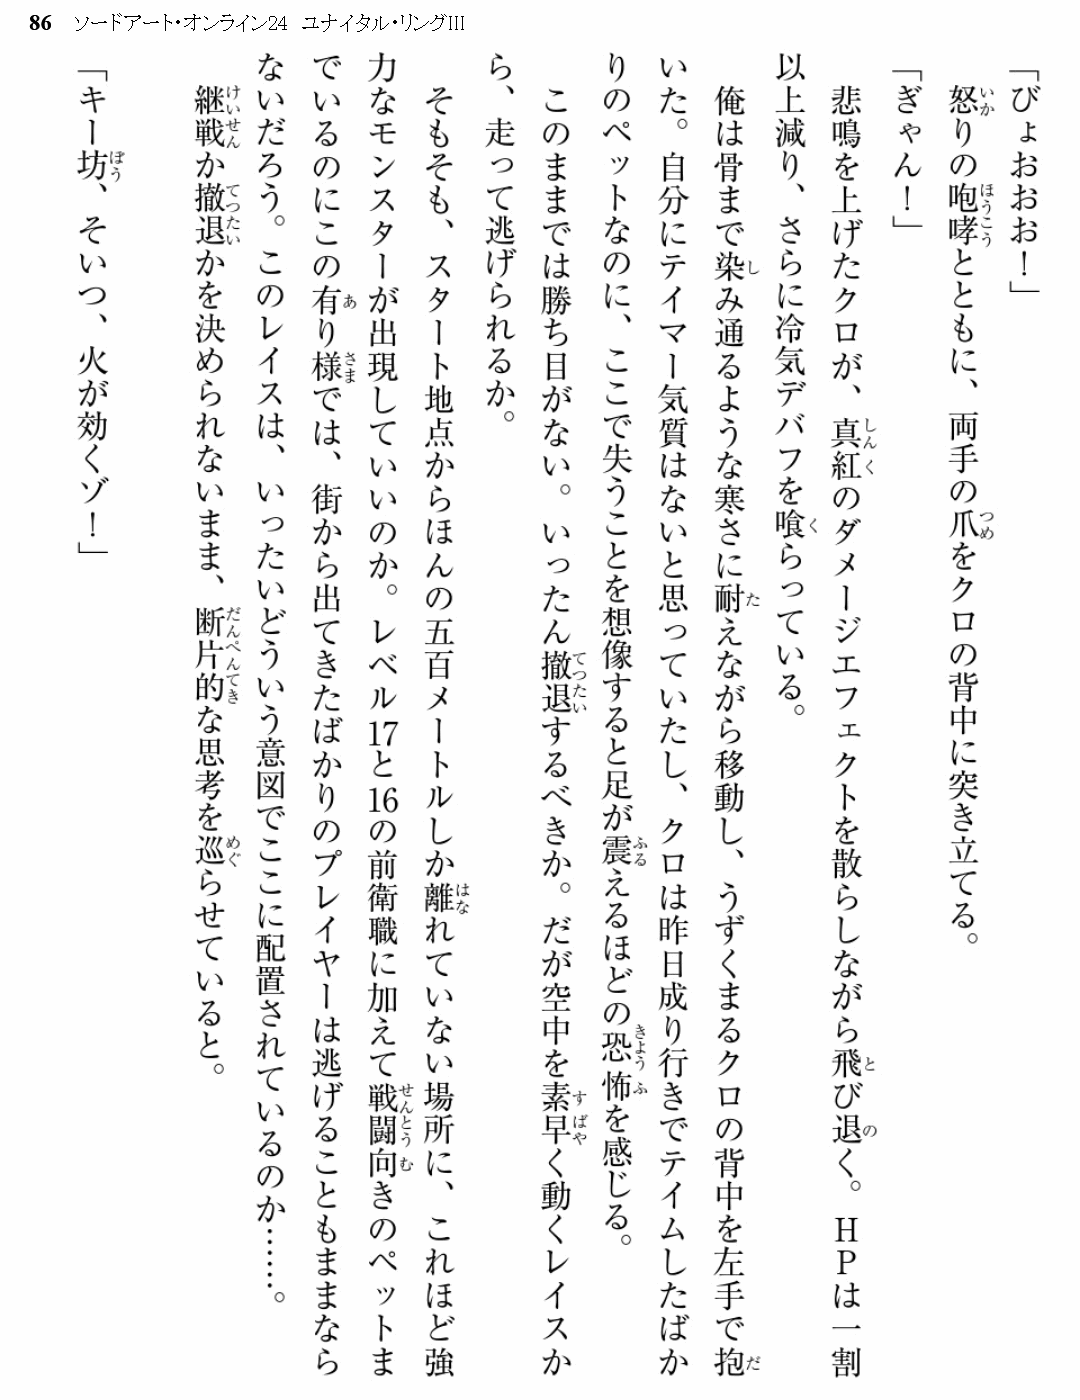 86 ソードアート・オンライン24 ユナイタル・リングIII
「びょおおお！」
怒りの咆哮とともに、両手の爪をクロの背中に突き立てる。
「ぎゃん！」
悲鳴を上げたクロが、真紅のダメージエフェクトを散らしながら飛び退く。HPは一割
以上減り、さらに冷気デバフを喰らっている。
俺は骨まで染み通るような寒さに耐えながら移動し、うずくまるクロの背中を左手で抱
いた。自分にテイマー気質はないと思っていたし、クロは昨日成り行きでテイムしたばか
りのペットなのに、ここで失うことを想像すると足が震えるほどの恐怖を感じる。
このままでは勝ち目がない。いったん撤退するべきか。だが空中を素早く動くレイスか
ら、走って逃げられるか。
そもそも、スタート地点からほんの五百メートルしか離れていない場所に、これほど強
力なモンスターが出現していいのか。レベル17と16の前衛職に加えて戦闘向きのペットま
でいるのにこの有り様では、街から出てきたばかりのプレイヤーは逃げることもままなら
ないだろう。このレイスは、いったいどういう意図でここに配置されているのか……。
継戦か撤退かを決められないまま、断片的な思考を巡らせていると。
「キー坊、そいつ、火が効くゾ！」